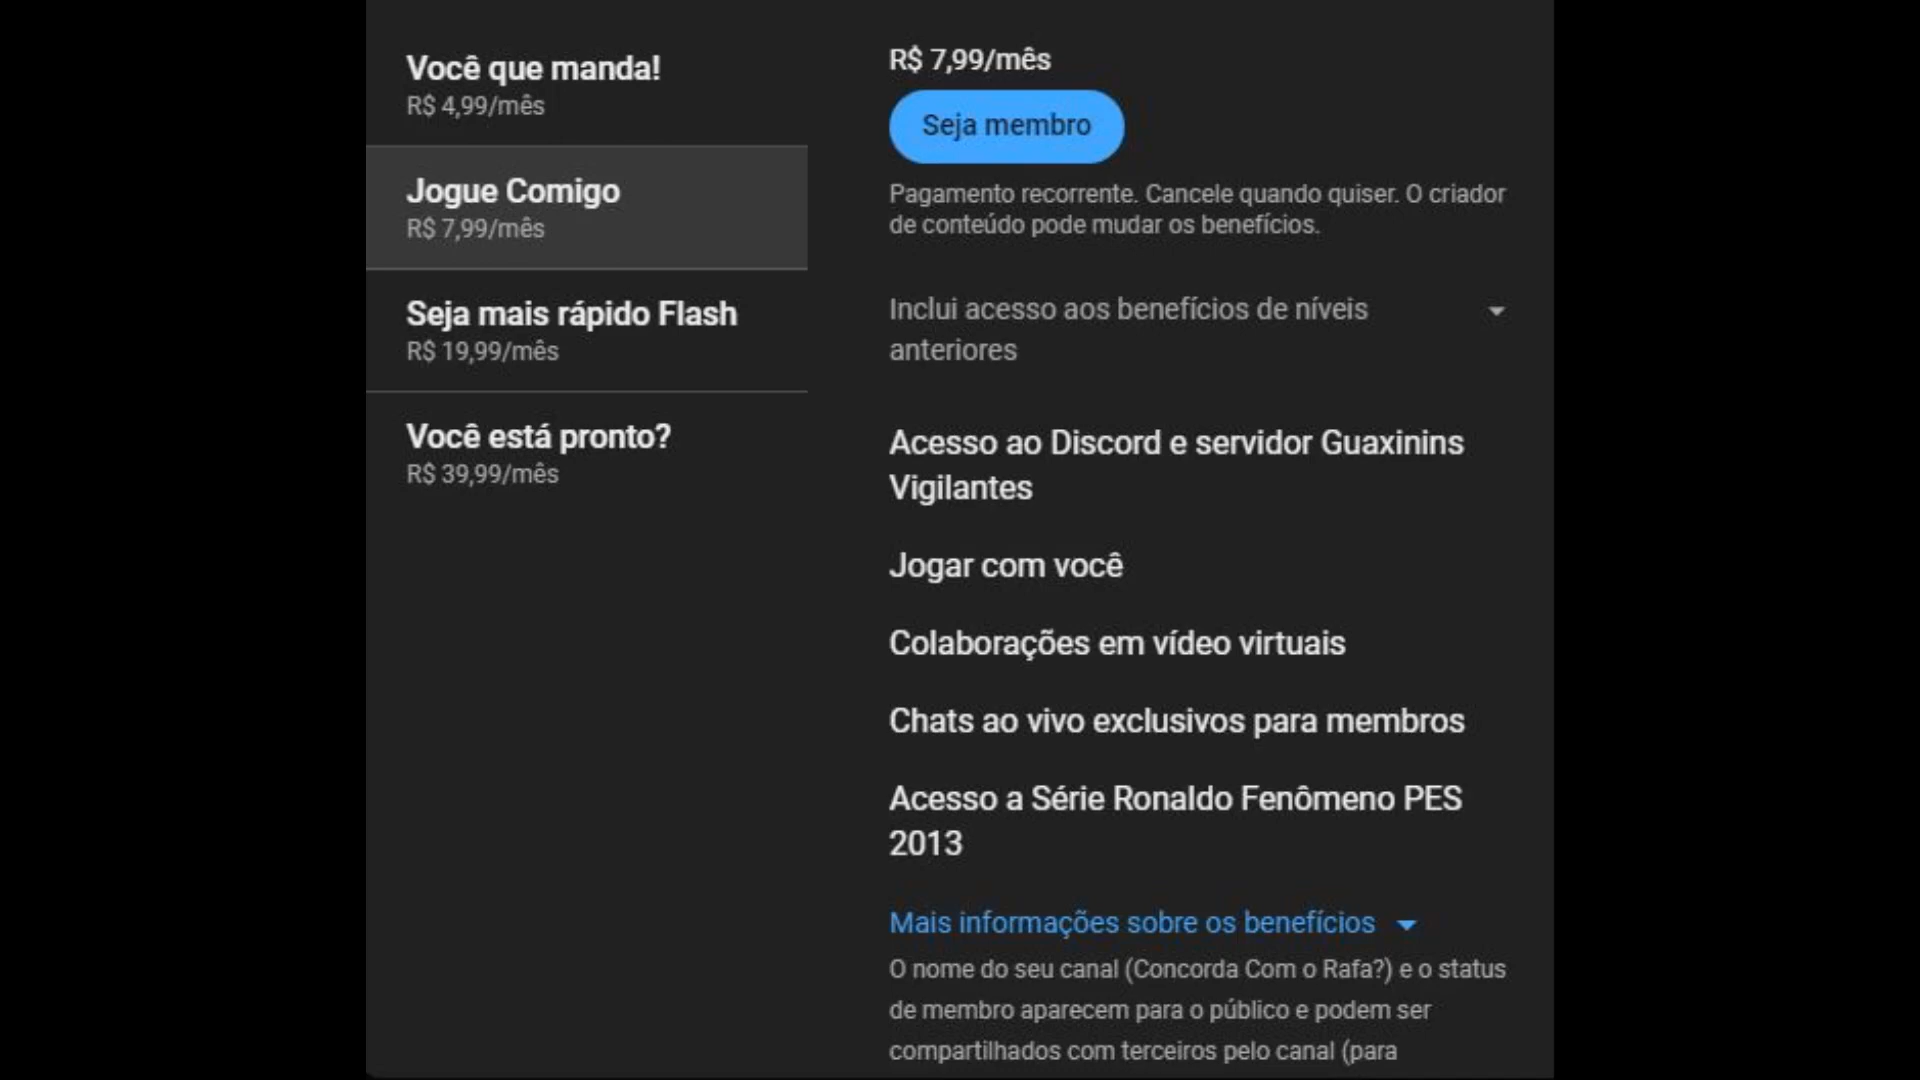 Você que manda!
R$ 4,99/mês
Jogue Comigo
R$ 7,99/mês
Seja mais rápido Flash
R$ 19,99/mês
Você está pronto?
R$ 39,99/mês
R$ 7,99/mês
Seja membro
Pagamento recorrente. Cancele quando quiser. O criador
de conteúdo pode mudar os benefícios.
Inclui acesso aos benefícios de níveis
anteriores
Acesso ao Discord e servidor Guaxinins
Vigilantes
Jogar com você
Colaborações em vídeo virtuais
Chats ao vivo exclusivos para membros
Acesso a Série Ronaldo Fenômeno PES
2013
Mais informações sobre os benefícios
O nome do seu canal (Concorda Com o Rafa?) e o status
de membro aparecem para o público e podem ser
compartilhados com terceiros pelo canal (para